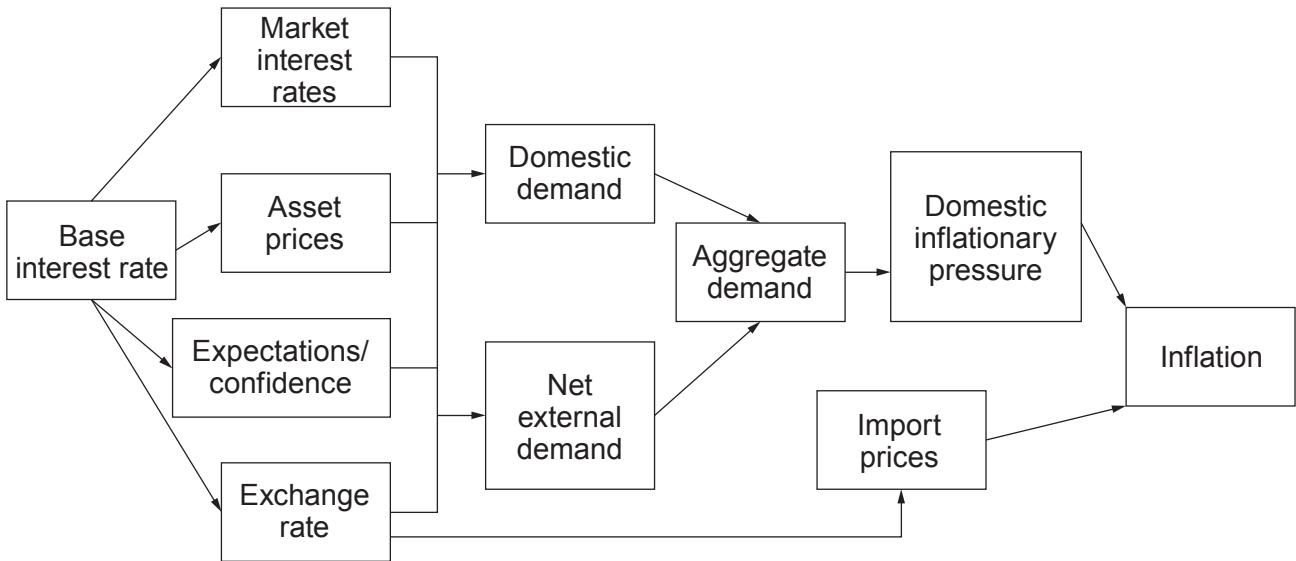 Market
interest
rates
Asset
prices
Base
interest rate
Expectations/
confidence
Exchange
rate
Domestic
demand
Net
external
demand
Aggregate
demand
Domestic
inflationary
pressure
Import
prices
Inflation